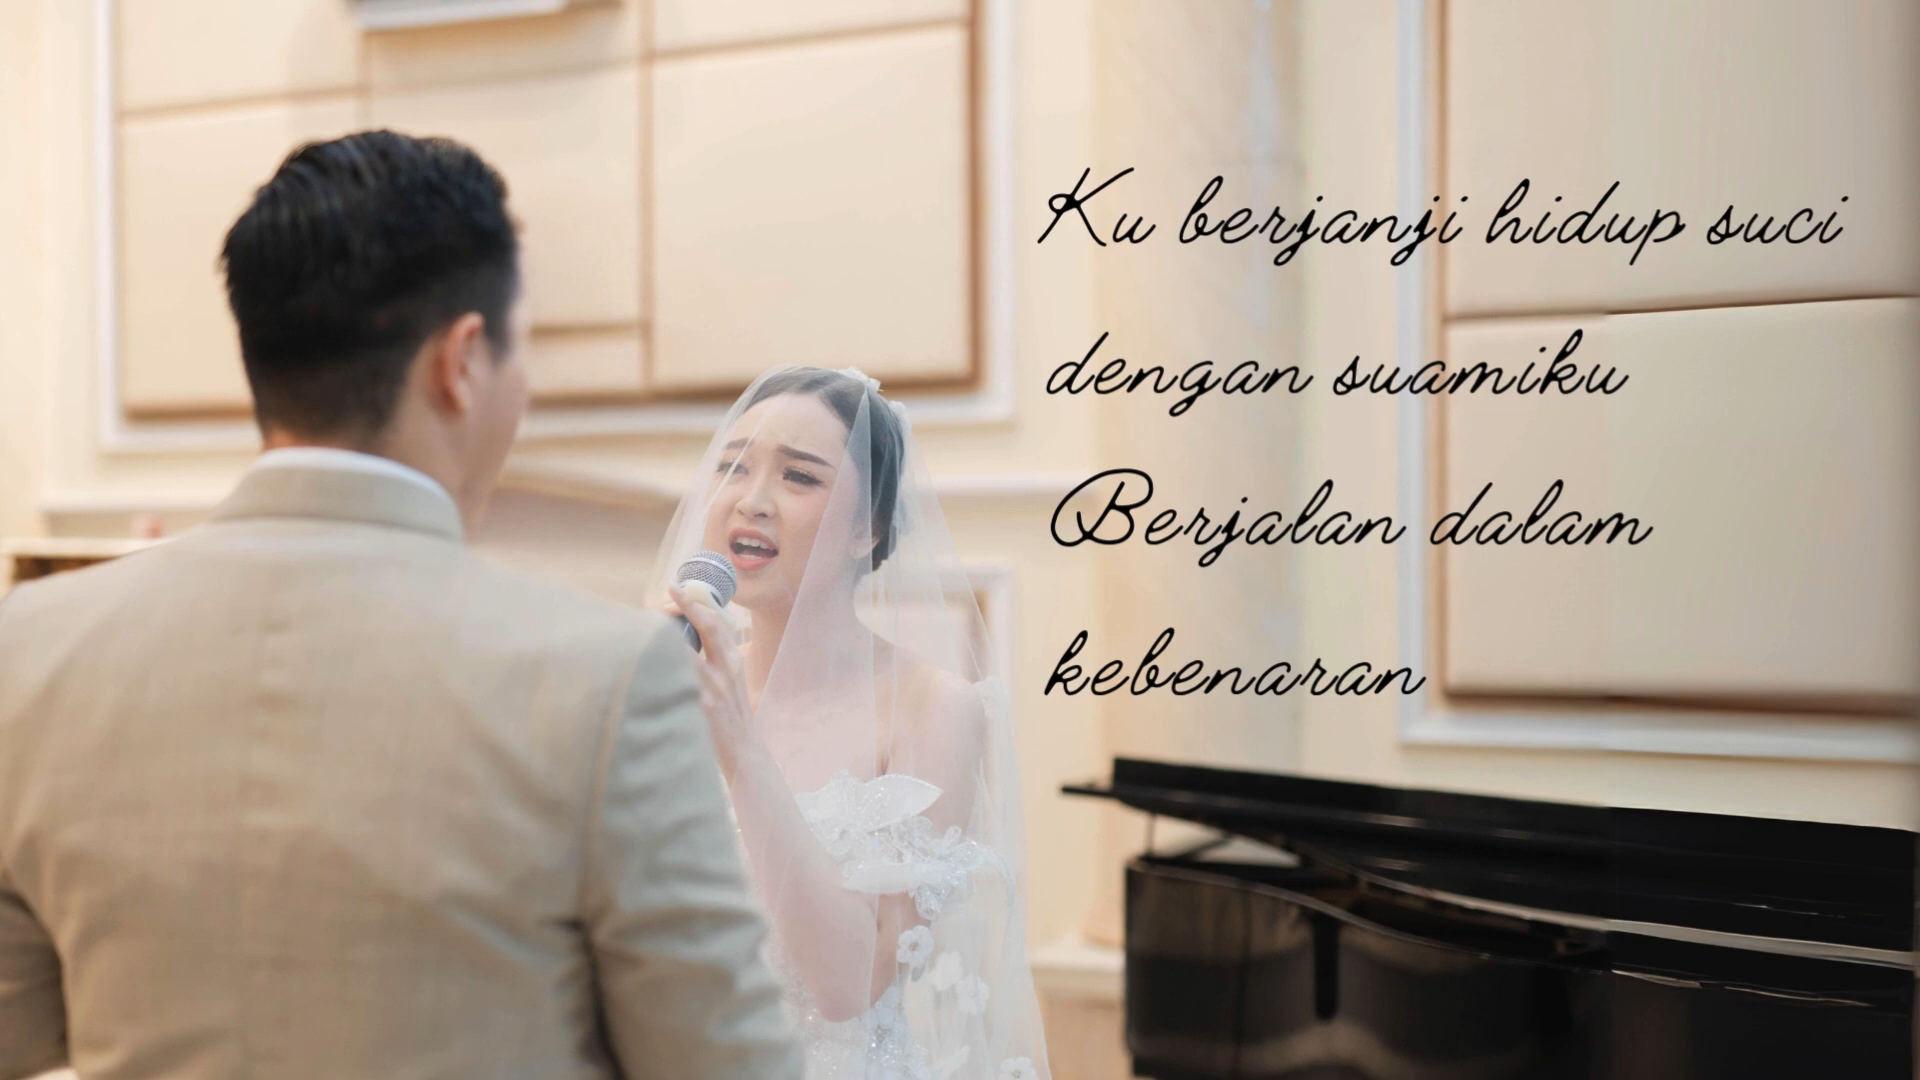 Ku berjanji hidup suci
dengan suamiku
Berjalan dalam
kebenaran